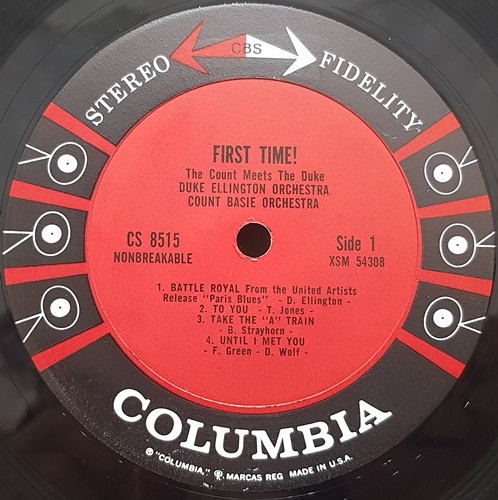 CBS
STEREO FIDELITY
FIRST TIME!
The Count Meets The Duke
DUKE ELLINGTON ORCHESTRA
COUNT BASIE ORCHESTRA
CS 8515
NONBREAKABLE
Side 1
XSM 54308
1. BATTLE ROYAL From the United Artists
Release "Paris Blues" - D. Ellington -
2. TO YOU - T. Jones -
3. TAKE THE "A" TRAIN
- B. Strayhorn -
4. UNTIL I MET YOU
- F. Green - D. Wolf -
COLUMBIA
® "COLUMBIA," ℗, MARCAS REG MADE IN U.S.A.